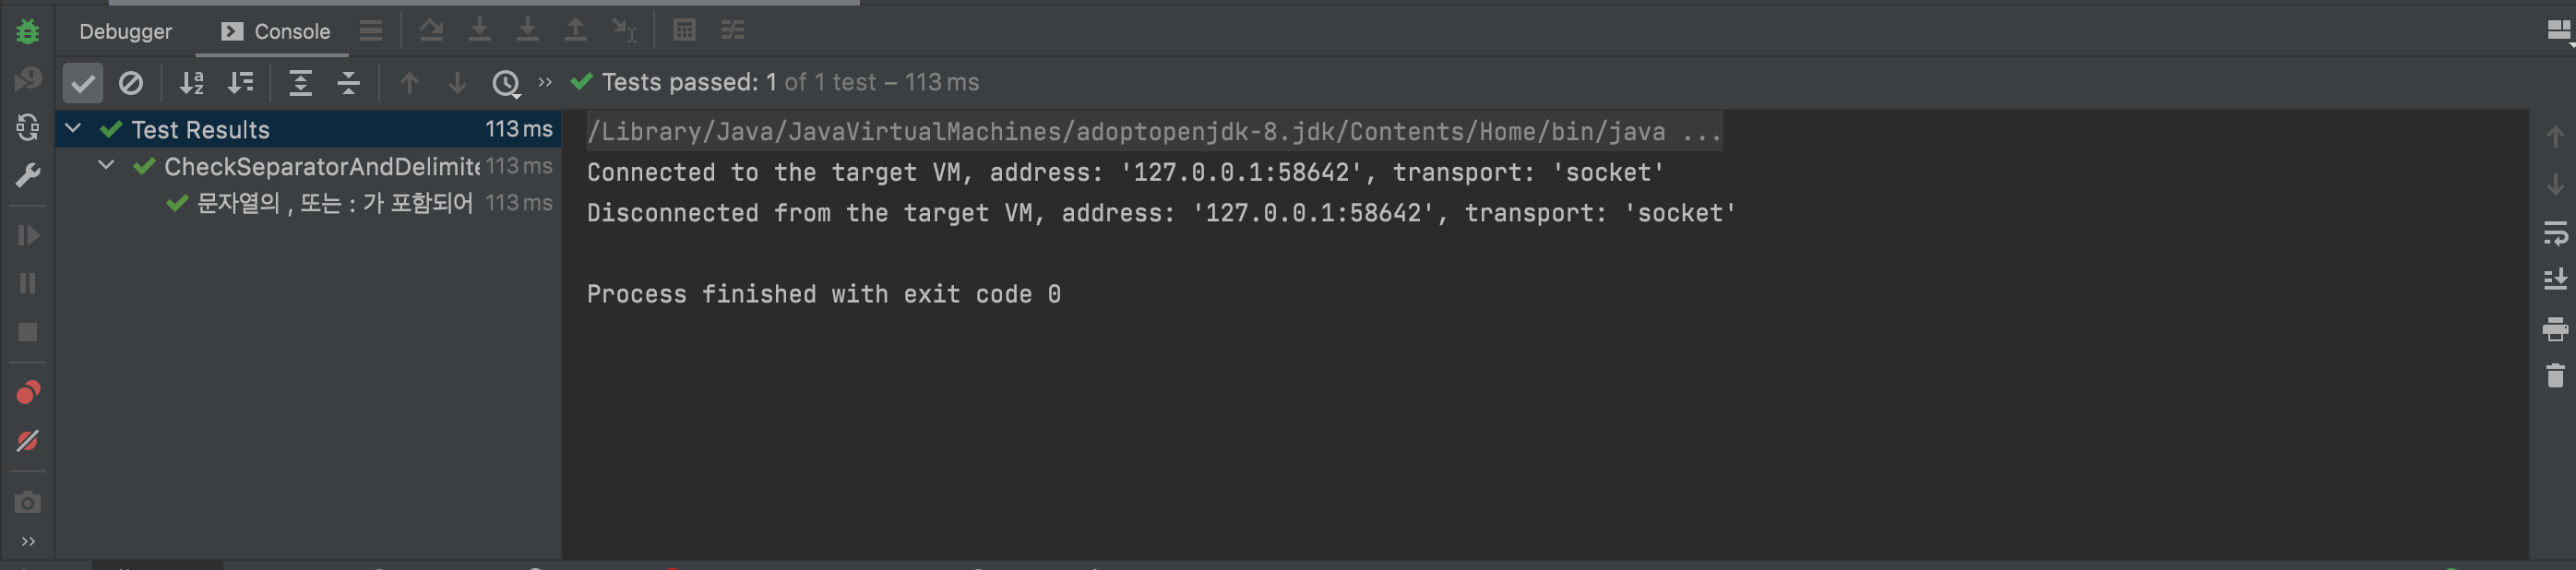 Debugger Console
Tests passed: 1 of 1 test – 113 ms
Test Results 113 ms
CheckSeparatorAndDelimite 113 ms
문자열의 , 또는 : 가 포함되어 113 ms
/Library/Java/JavaVirtualMachines/adoptopenjdk-8.jdk/Contents/Home/bin/java ...
Connected to the target VM, address: '127.0.0.1:58642', transport: 'socket'
Disconnected from the target VM, address: '127.0.0.1:58642', transport: 'socket'
Process finished with exit code 0